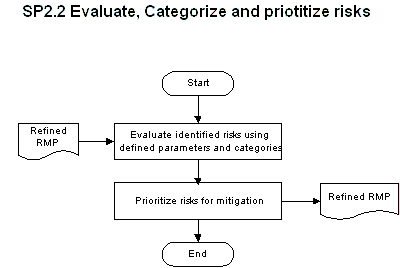 SP2.2 Evaluate, Categorize and priotitize risks
Start
Refined
RMP
Evaluate identified risks using
defined parameters and categories
Prioritize risks for mitigation
Refined RMP
End